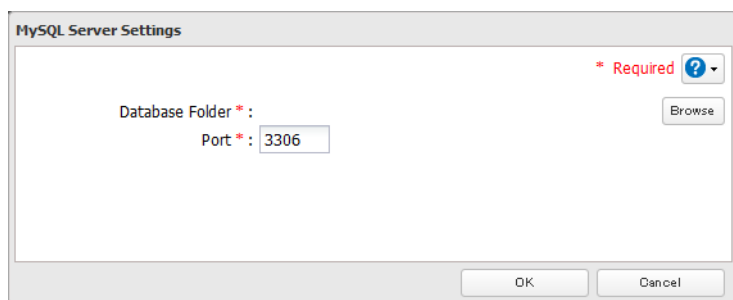 MySQL Server Settings
* Required ?
Database Folder * :
Browse
Port * : 3306
OK Cancel